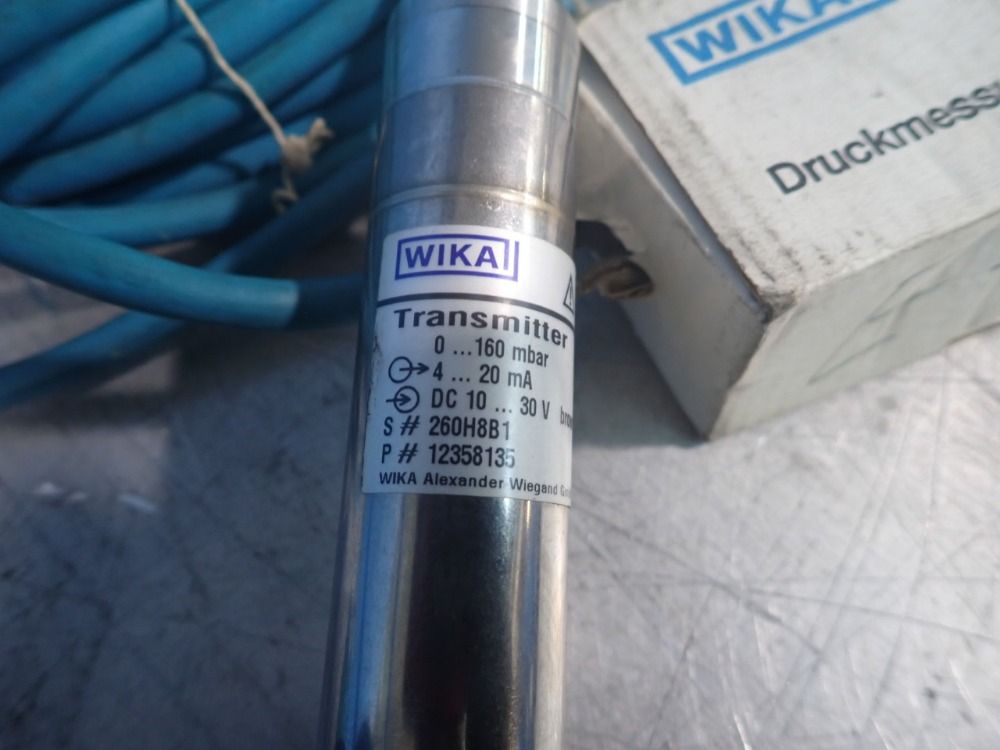 WIKA
Druckmess
WIKA
Transmitter
0 ...160 mbar
4 ... 20 mA
DC 10 ... 30 V
S # 260H8B1
P # 12358135
WIKA Alexander Wiegand